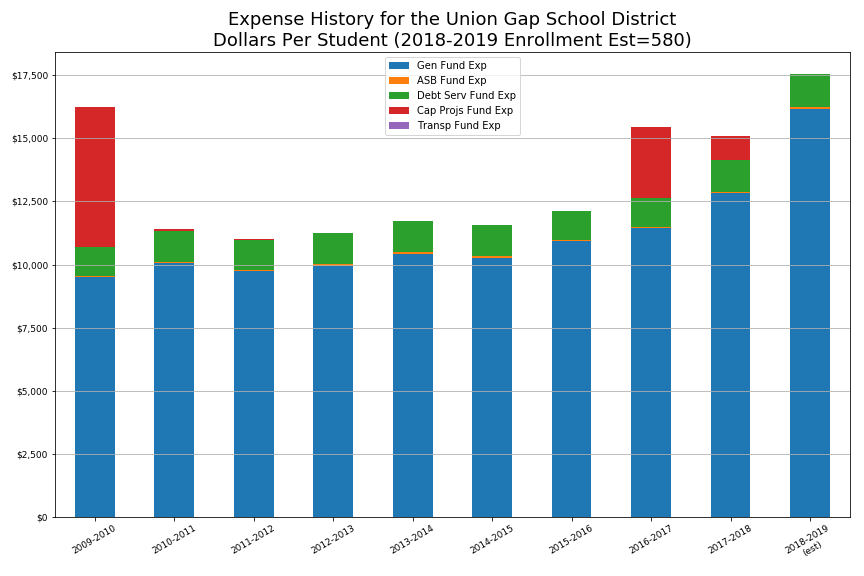 Expense History for the Union Gap School District
Dollars Per Student (2018-2019 Enrollment Est=580)
Gen Fund Exp
ASB Fund Exp
Debt Serv Fund Exp
Cap Projs Fund Exp
Transp Fund Exp
$17,500
$15,000
$12,500
$10,000
$7,500
$5,000
$2,500
$0
2009-2010
2010-2011
2011-2012
2012-2013
2013-2014
2014-2015
2015-2016
2016-2017
2017-2018
2018-2019
(est)